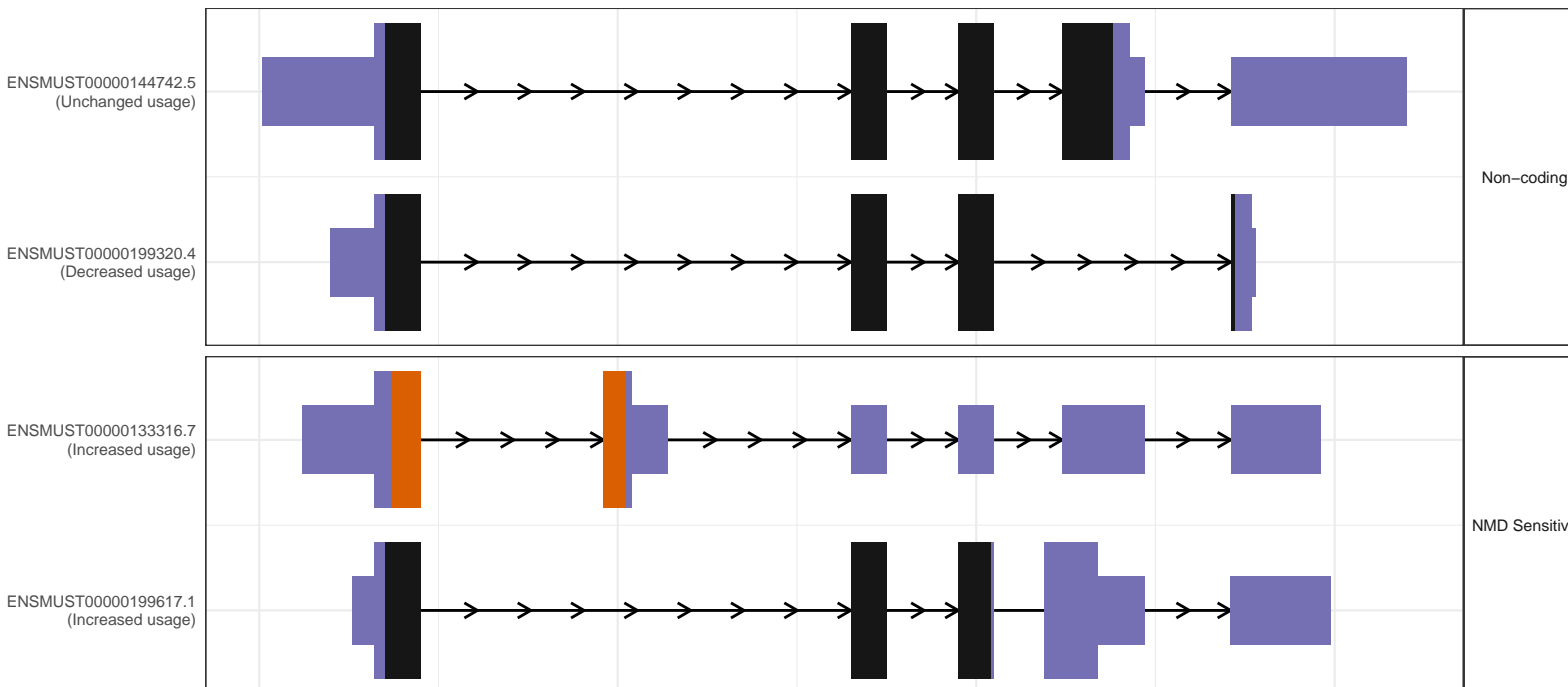 ENSMUST00000144742.5
(Unchanged usage)
Non−coding
ENSMUST00000199320.4
(Decreased usage)
ENSMUST00000133316.7
(Increased usage)
NMD Sensitiv
ENSMUST00000199617.1
(Increased usage)